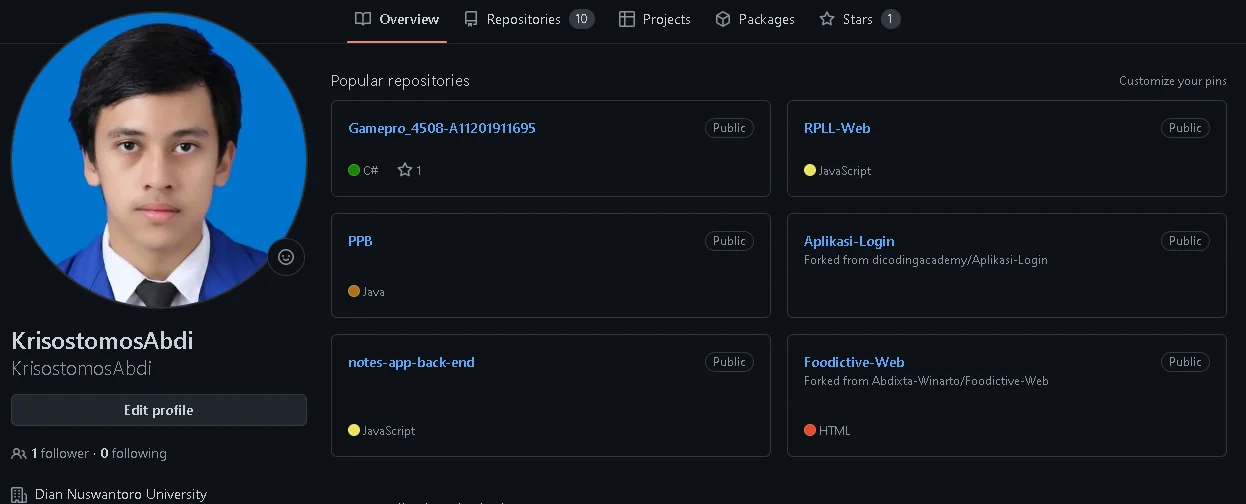 Overview Repositories 10 Projects Packages Stars 1
Popular repositories Customize your pins
Gamepro_4508-A11201911695 Public
C# 1
RPLL-Web Public
JavaScript
PPB Public
Java
Aplikasi-Login Public
Forked from dicodingacademy/Aplikasi-Login
notes-app-back-end Public
JavaScript
Foodictive-Web Public
Forked from Abdixta-Winarto/Foodictive-Web
HTML
KrisostomosAbdi
KrisostomosAbdi
Edit profile
1 follower · 0 following
Dian Nuswantoro University